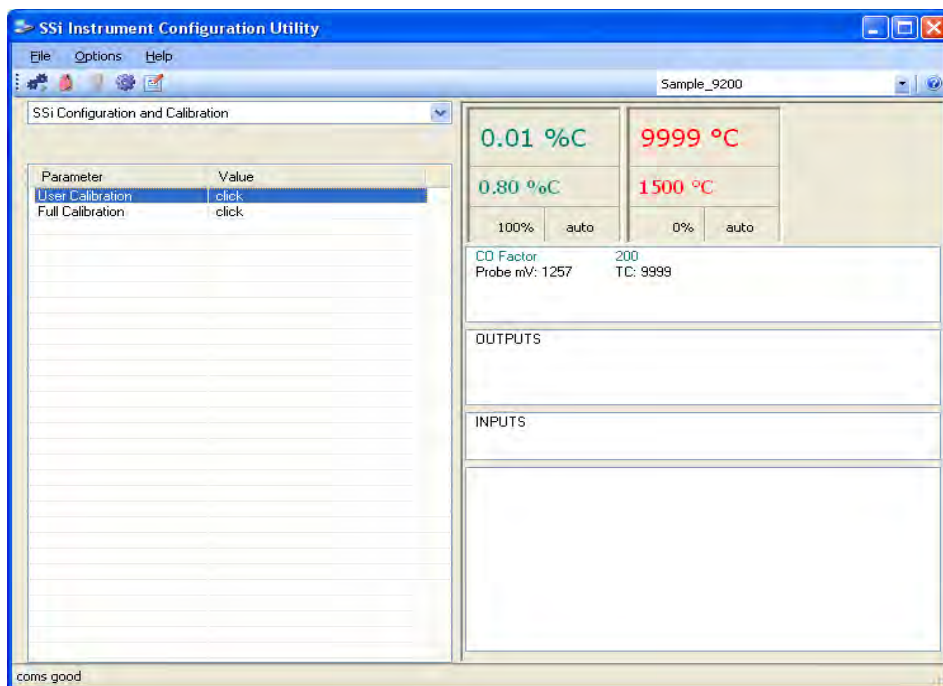 SSi Instrument Configuration Utility
File Options Help
Sample_9200
SSi Configuration and Calibration
Parameter Value
User Calibration click
Full Calibration click
0.01 %C 9999 °C
0.80 %C 1500 °C
100% auto 0% auto
CO Factor 200
Probe mV: 1257 TC: 9999
OUTPUTS
INPUTS
coms good